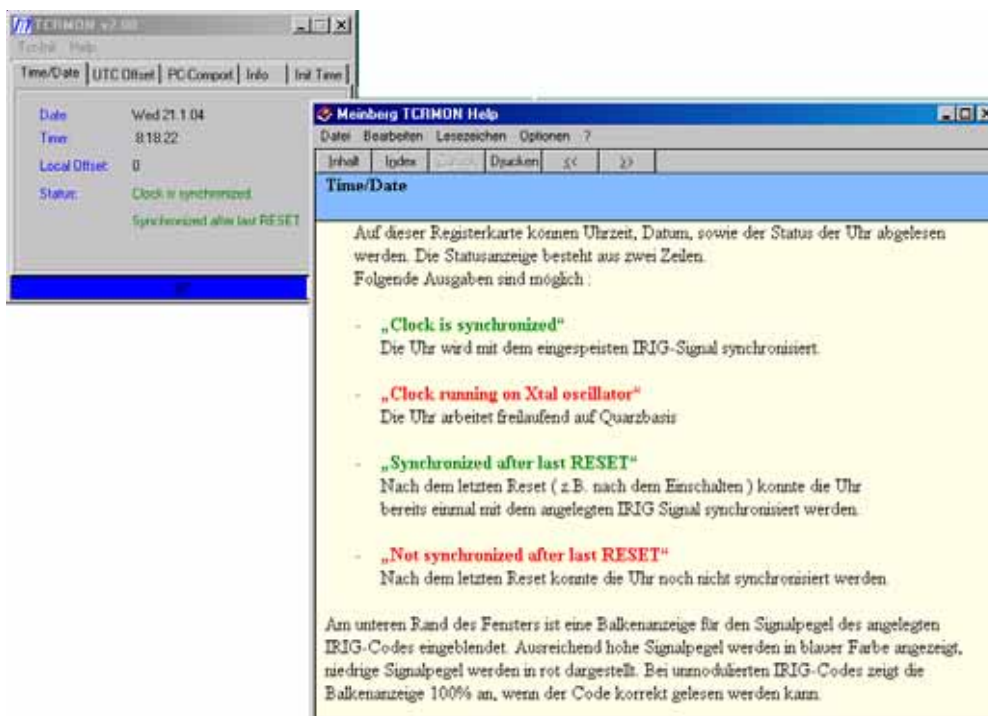 TCRMON v2.00
Help
Time/Date UTC Offset PC Comport Info Init Time
Date Wed 21.1.04
Time 8:18:22
Local Offset: 0
Status: Clock is synchronized
Synchronized after last RESET
Meinberg TCRMON Help
Datei Bearbeiten Lesezeichen Optionen ?
Inhalt Index Zurück Drucken << >>
Time/Date
Auf dieser Registerkarte können Uhrzeit, Datum, sowie der Status der Uhr abgelesen
werden. Die Statusanzeige besteht aus zwei Zeilen.
Folgende Ausgaben sind möglich :
- „Clock is synchronized“
Die Uhr wird mit dem eingespeisten IRIG-Signal synchronisiert.
- „Clock running on Xtal oscillator“
Die Uhr arbeitet freilaufend auf Quarzbasis
- „Synchronized after last RESET“
Nach dem letzten Reset ( z.B. nach dem Einschalten ) konnte die Uhr
bereits einmal mit dem angelegten IRIG Signal synchronisiert werden.
- „Not synchronized after last RESET“
Nach dem letzten Reset konnte die Uhr noch nicht synchronisiert werden.
Am unteren Rand des Fensters ist eine Balkenanzeige für den Signalpegel des angelegten
IRIG-Codes eingeblendet. Ausreichend hohe Signalpegel werden in blauer Farbe angezeigt,
niedrige Signalpegel werden in rot dargestellt. Bei unmodulierten IRIG-Codes zeigt die
Balkenanzeige 100% an, wenn der Code korrekt gelesen werden kann.